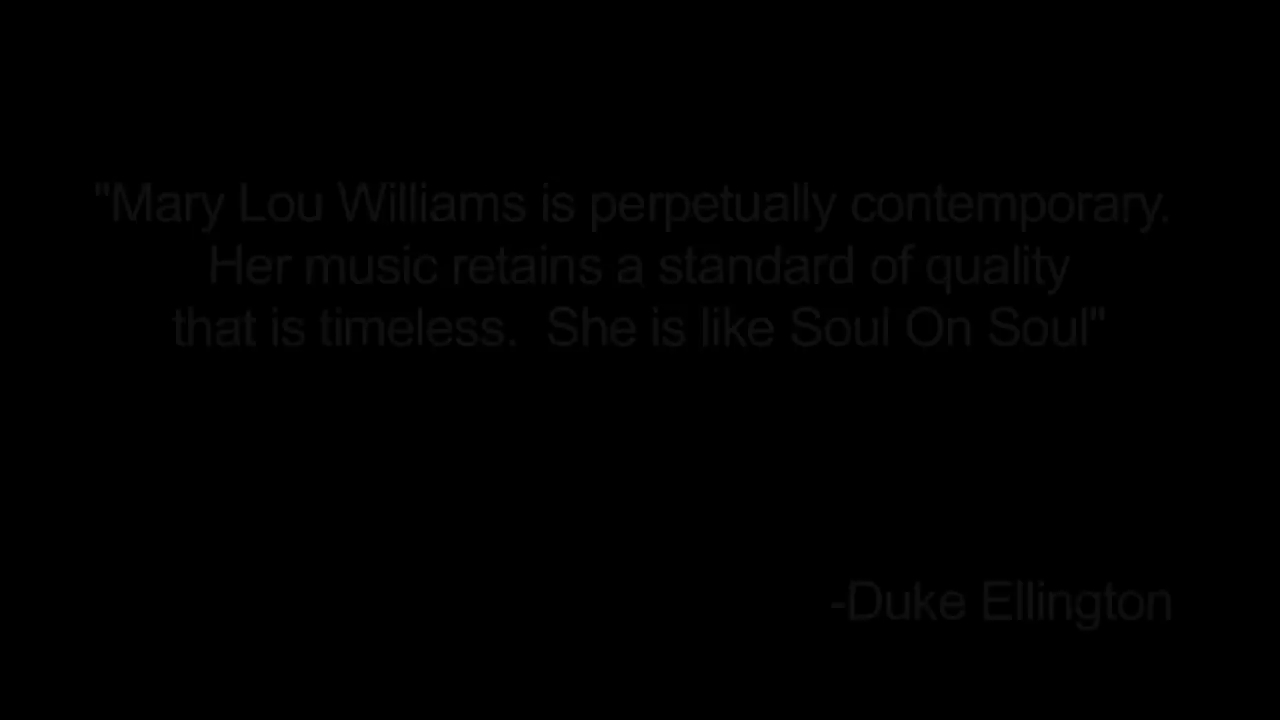 "Mary Lou Williams is perpetually contemporary.
Her music retains a standard of quality
that is timeless.  She is like Soul On Soul"
-Duke Ellington